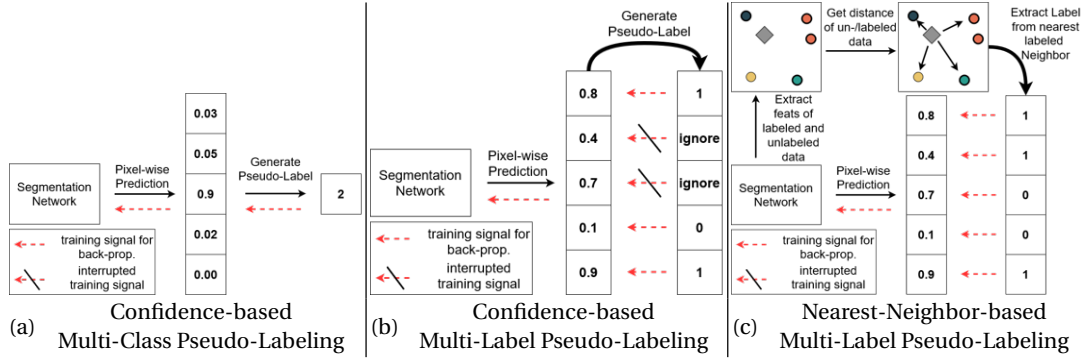 0.03
0.05
0.9
0.02
0.00
Segmentation
Network
Pixel-wise
Prediction
Generate
Pseudo-Label
2
training signal for
back-prop.
interrupted
training signal
(a)
Confidence-based
Multi-Class Pseudo-Labeling
Generate
Pseudo-Label
0.8
1
0.4
ignore
0.7
ignore
0.1
0
0.9
1
Segmentation
Network
Pixel-wise
Prediction
training signal for
back-prop.
interrupted
training signal
(b)
Confidence-based
Multi-Label Pseudo-Labeling
Get distance
of un-/labeled
data
Extract Label
from nearest
labeled
Neighbor
Extract
feats of
labeled and
unlabeled
data
0.8
1
0.4
1
0.7
0
0.1
0
0.9
1
Segmentation
Network
Pixel-wise
Prediction
training signal for
back-prop.
interrupted
training signal
(c)
Nearest-Neighbor-based
Multi-Label Pseudo-Labeling